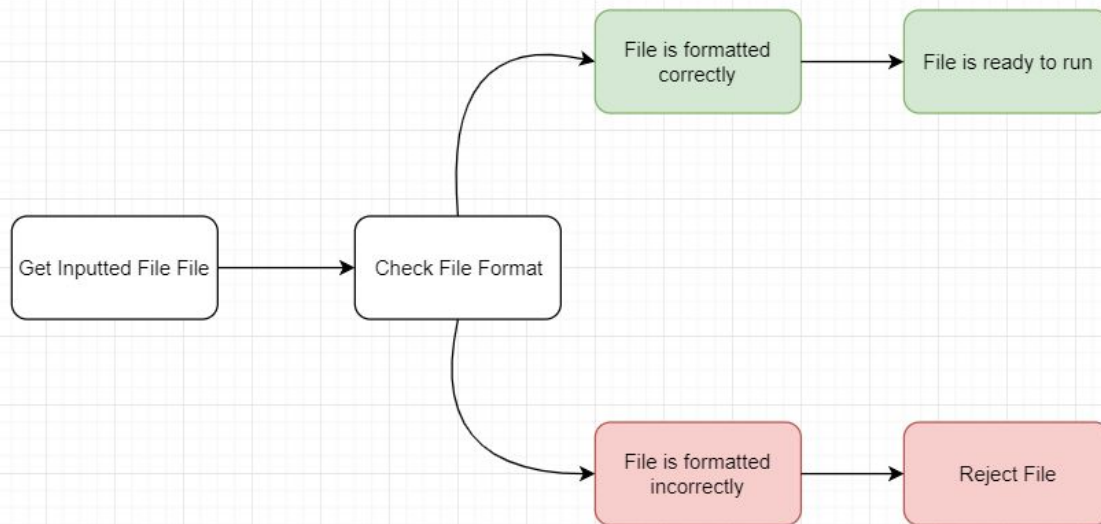 File is formatted
correctly
File is ready to run
Get Inputted File File
Check File Format
File is formatted
incorrectly
Reject File